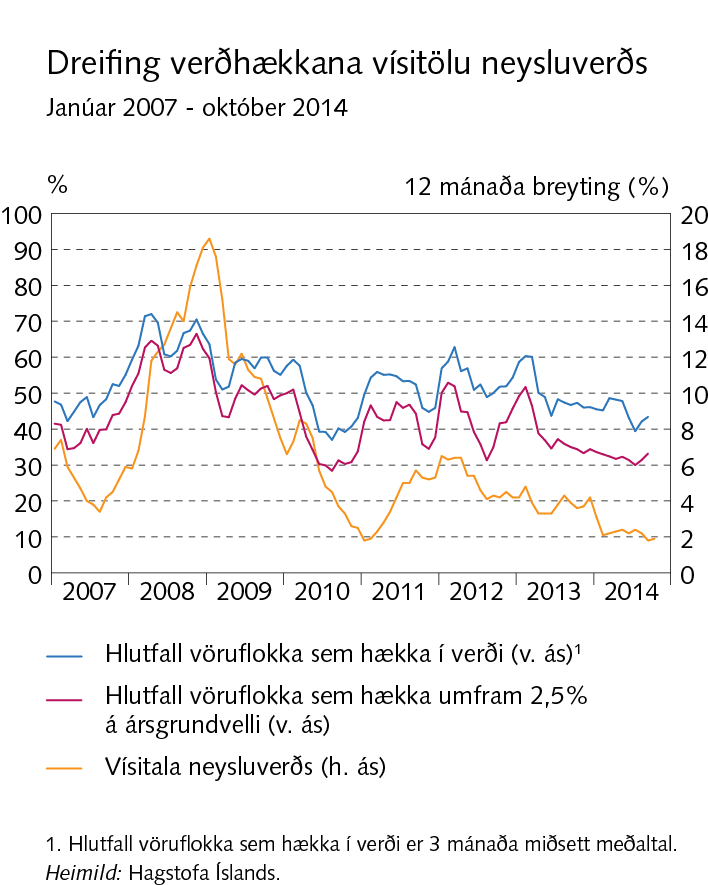 Dreifing verðhækkana vísitölu neysluverðs
Janúar 2007 - október 2014
% 12 mánaða breyting (%)
100 20
90 18
80 16
70 14
60 12
50 10
40 8
30 6
20 4
10 2
0 0
2007 2008 2009 2010 2011 2012 2013 2014
Hlutfall vöruflokka sem hækka í verði (v. ás)¹
Hlutfall vöruflokka sem hækka umfram 2,5%
á ársgrundvelli (v. ás)
Vísitala neysluverðs (h. ás)
1. Hlutfall vöruflokka sem hækka í verði er 3 mánaða miðsett meðaltal.
Heimild: Hagstofa Íslands.